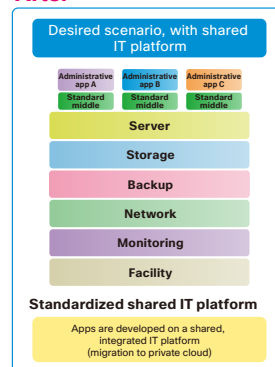 Desired scenario, with shared
IT platform
Administrative
app A
Administrative
app B
Administrative
app C
Standard
middle
Standard
middle
Standard
middle
Server
Storage
Backup
Network
Monitoring
Facility
Standardized shared IT platform
Apps are developed on a shared,
integrated IT platform
(migration to private cloud)